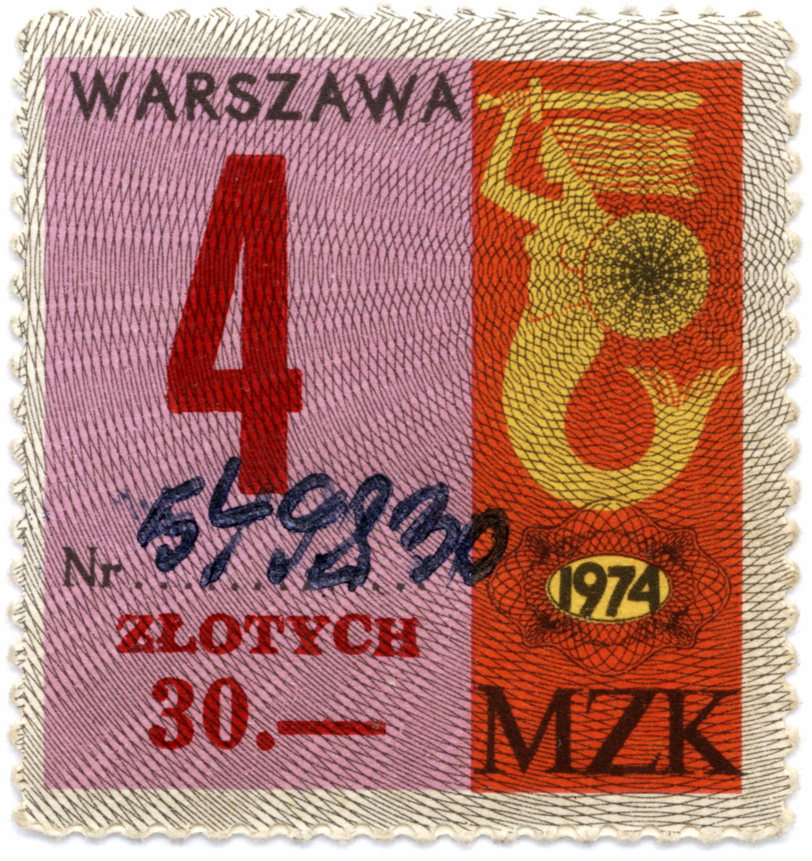 WARSZAWA
4
Nr. 549830
ZŁOTYCH
30.—
1974
MZK